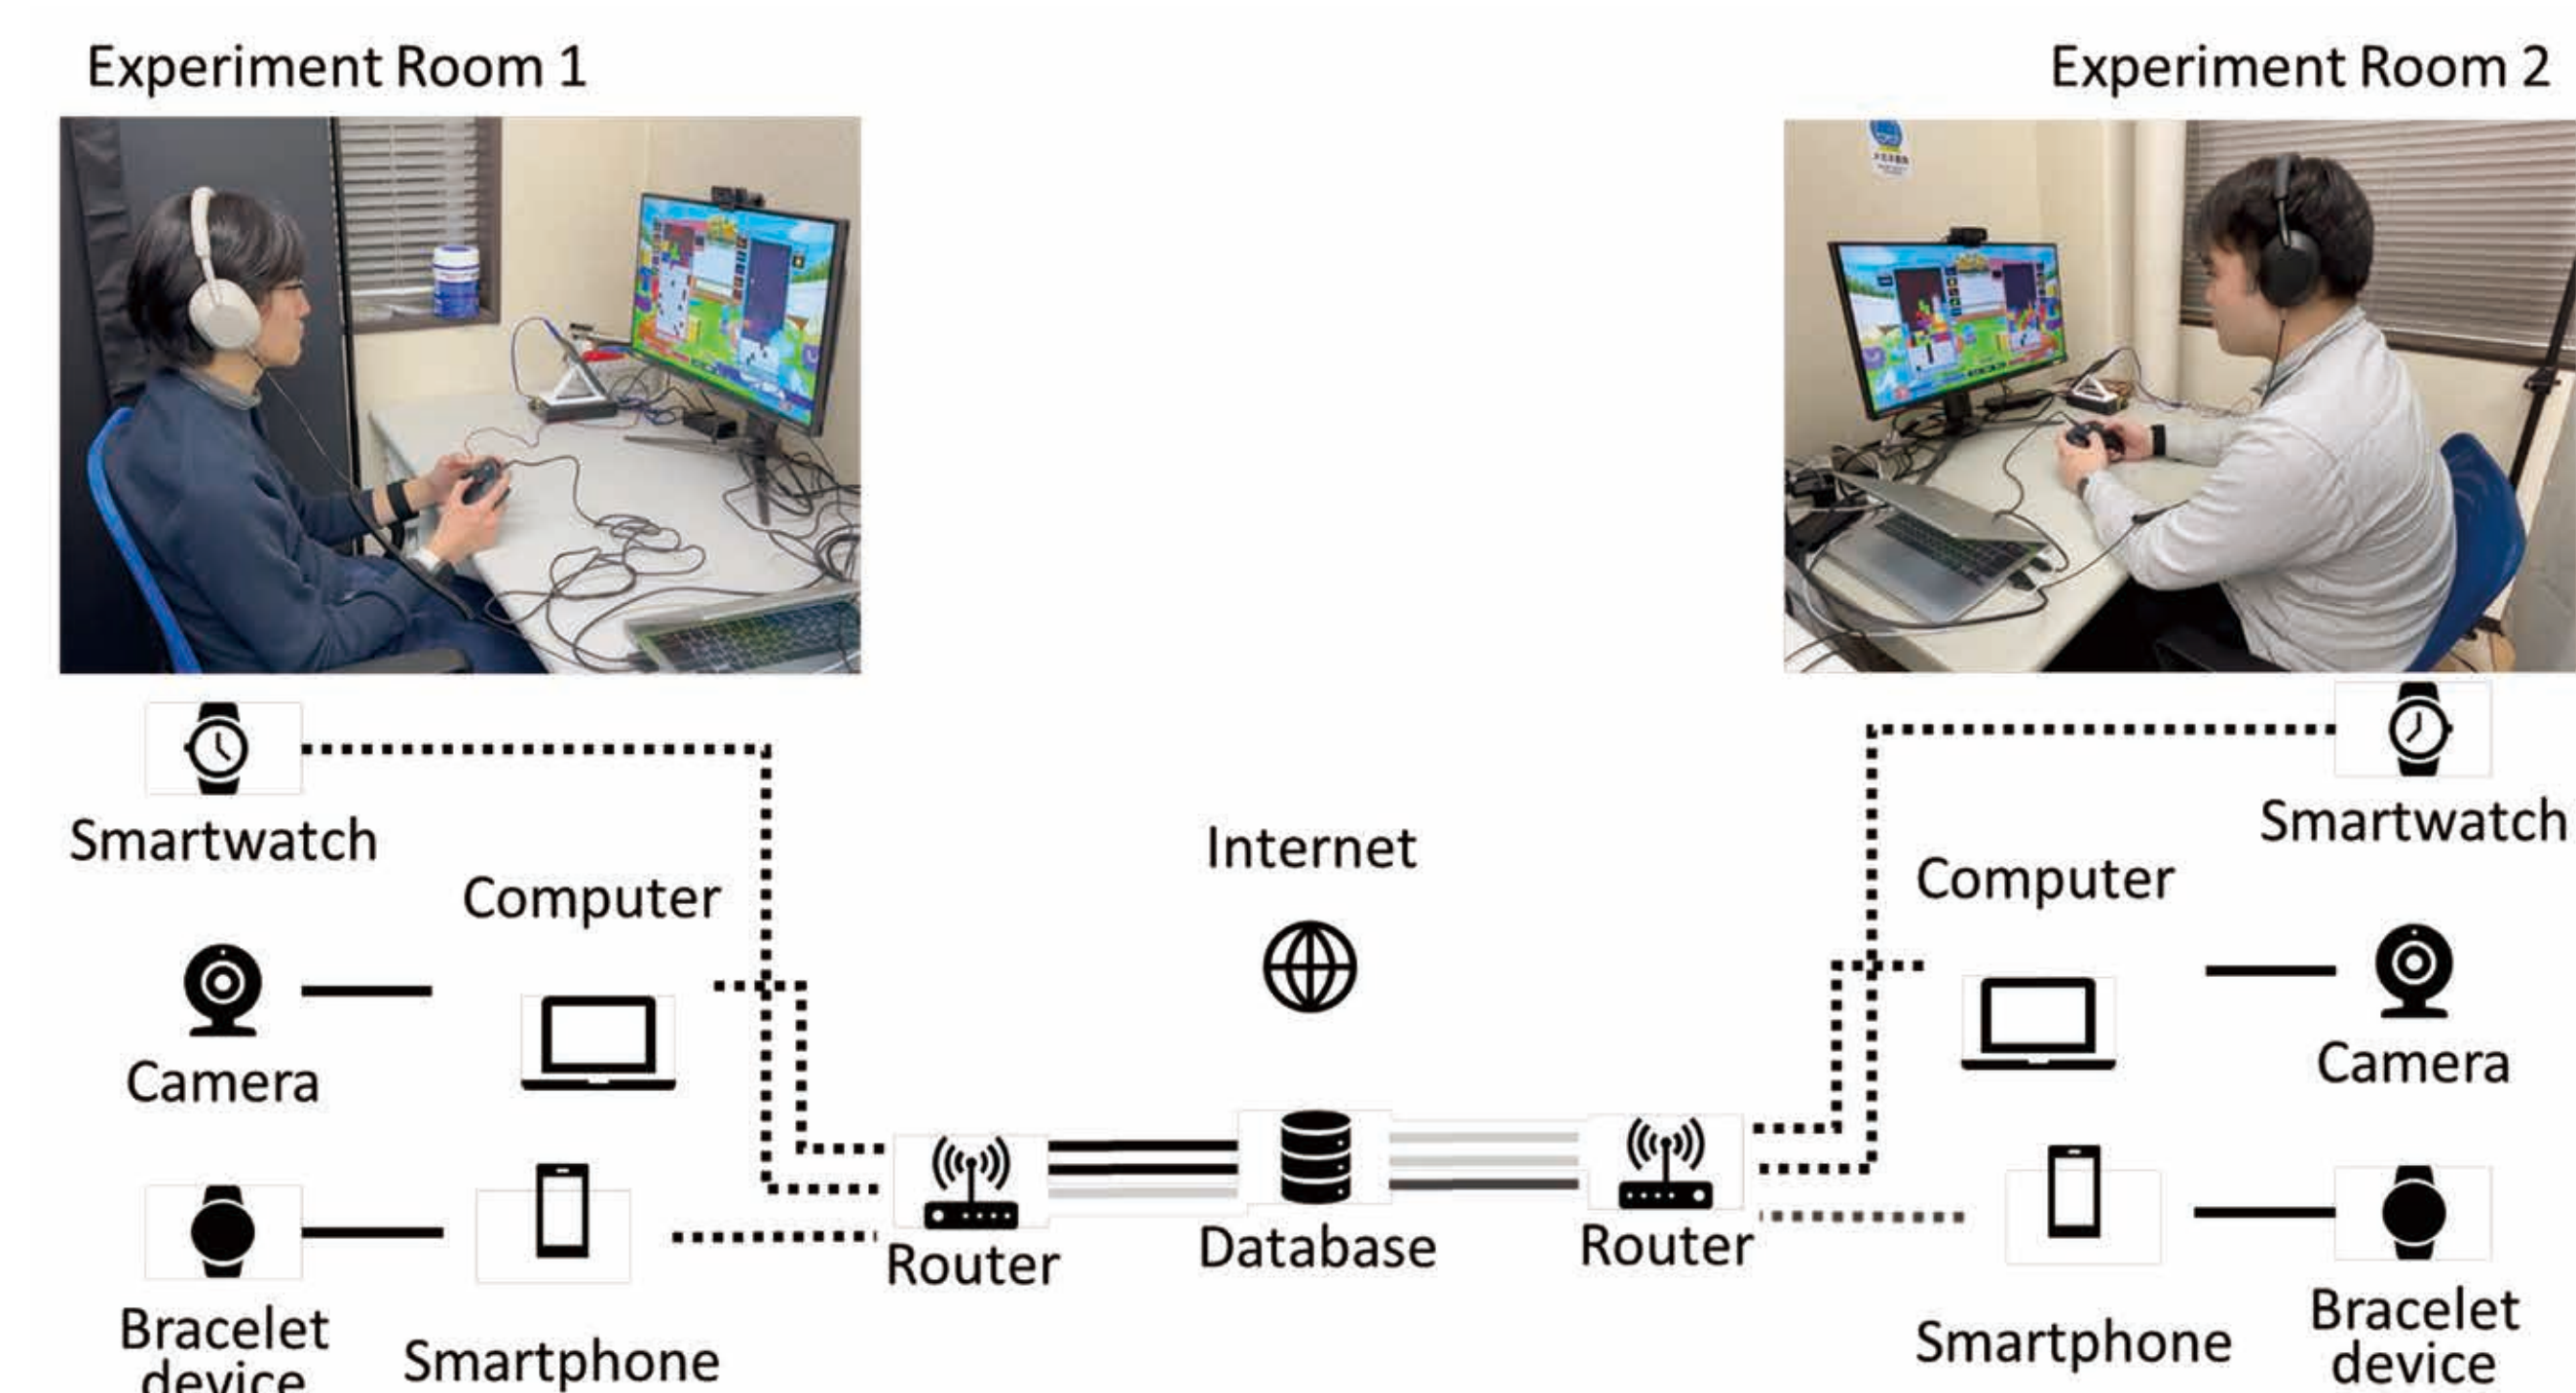 Experiment Room 1
Experiment Room 2
Smartwatch
Smartwatch
Computer
Internet
Computer
Camera
Camera
Router
Database
Router
Bracelet
device
Smartphone
Smartphone
Bracelet
device